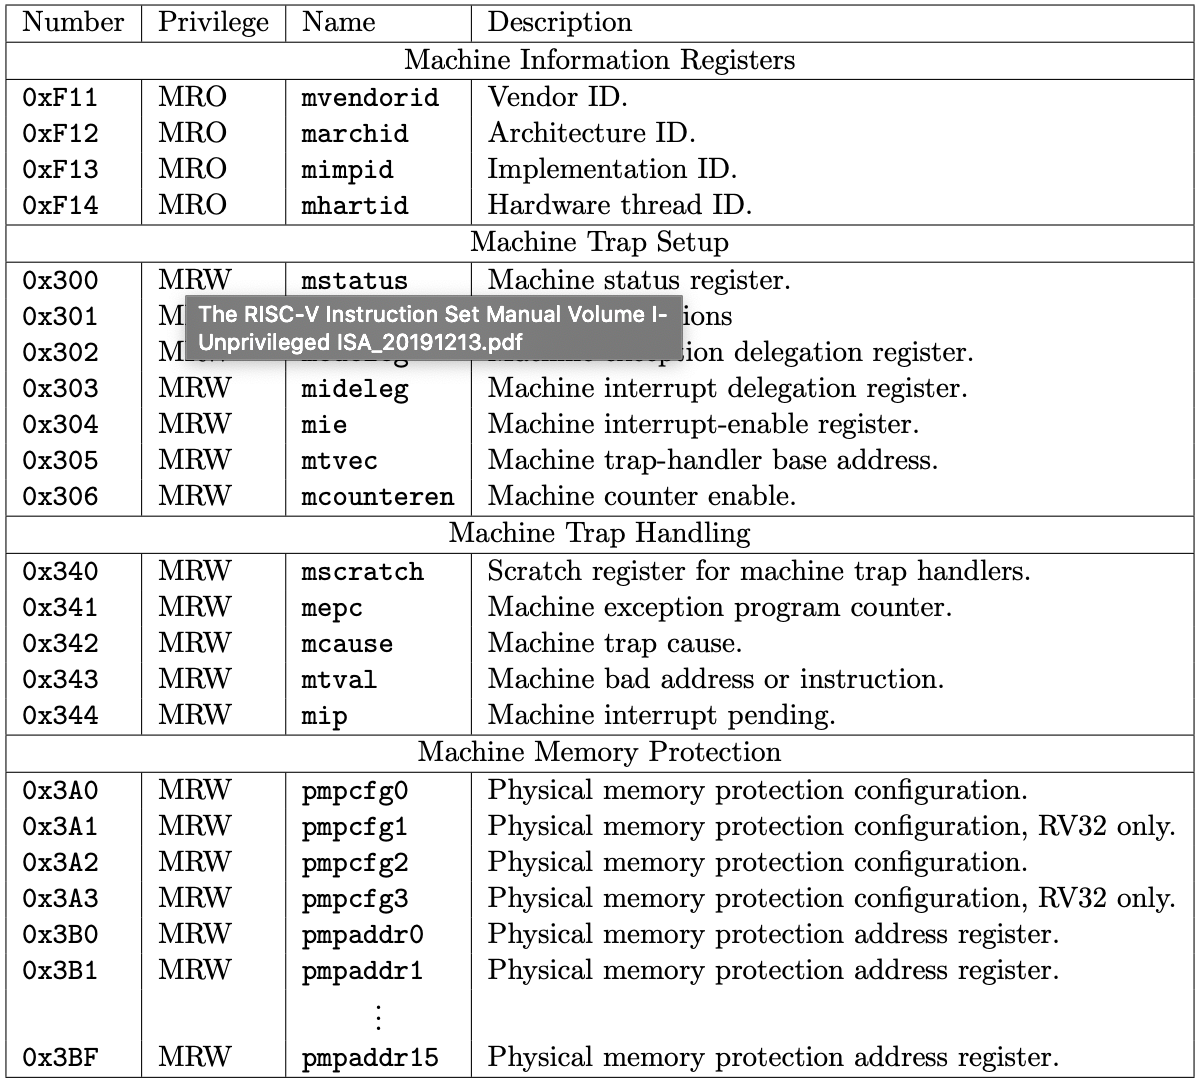 Number Privilege Name Description
Machine Information Registers
0xF11 MRO mvendorid Vendor ID.
0xF12 MRO marchid Architecture ID.
0xF13 MRO mimpid Implementation ID.
0xF14 MRO mhartid Hardware thread ID.
Machine Trap Setup
0x300 MRW mstatus Machine status register.
The RISC-V Instruction Set Manual Volume I-
Unprivileged ISA_20191213.pdf
0x301
0x302 MRW delegation register.
0x303 MRW mideleg Machine interrupt delegation register.
0x304 MRW mie Machine interrupt-enable register.
0x305 MRW mtvec Machine trap-handler base address.
0x306 MRW mcounteren Machine counter enable.
Machine Trap Handling
0x340 MRW mscratch Scratch register for machine trap handlers.
0x341 MRW mepc Machine exception program counter.
0x342 MRW mcause Machine trap cause.
0x343 MRW mtval Machine bad address or instruction.
0x344 MRW mip Machine interrupt pending.
Machine Memory Protection
0x3A0 MRW pmpcfg0 Physical memory protection configuration.
0x3A1 MRW pmpcfg1 Physical memory protection configuration, RV32 only.
0x3A2 MRW pmpcfg2 Physical memory protection configuration.
0x3A3 MRW pmpcfg3 Physical memory protection configuration, RV32 only.
0x3B0 MRW pmpaddr0 Physical memory protection address register.
0x3B1 MRW pmpaddr1 Physical memory protection address register.
⋮
0x3BF MRW pmpaddr15 Physical memory protection address register.